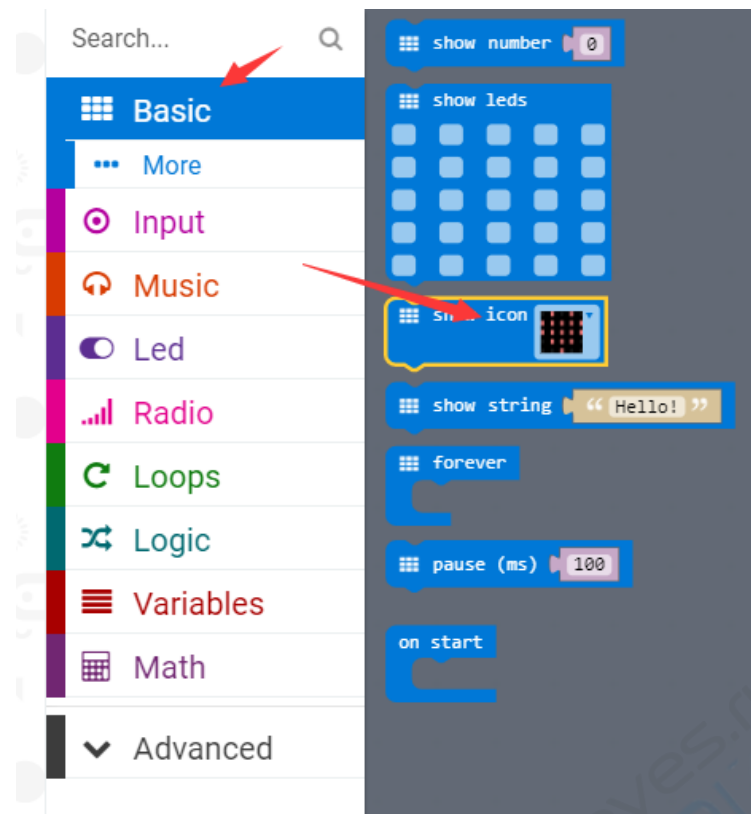 Search...
Basic
More
Input
Music
Led
Radio
Loops
Logic
Variables
Math
Advanced
show number 0
show leds
icon
show string “ Hello! ”
forever
pause (ms) 100
on start